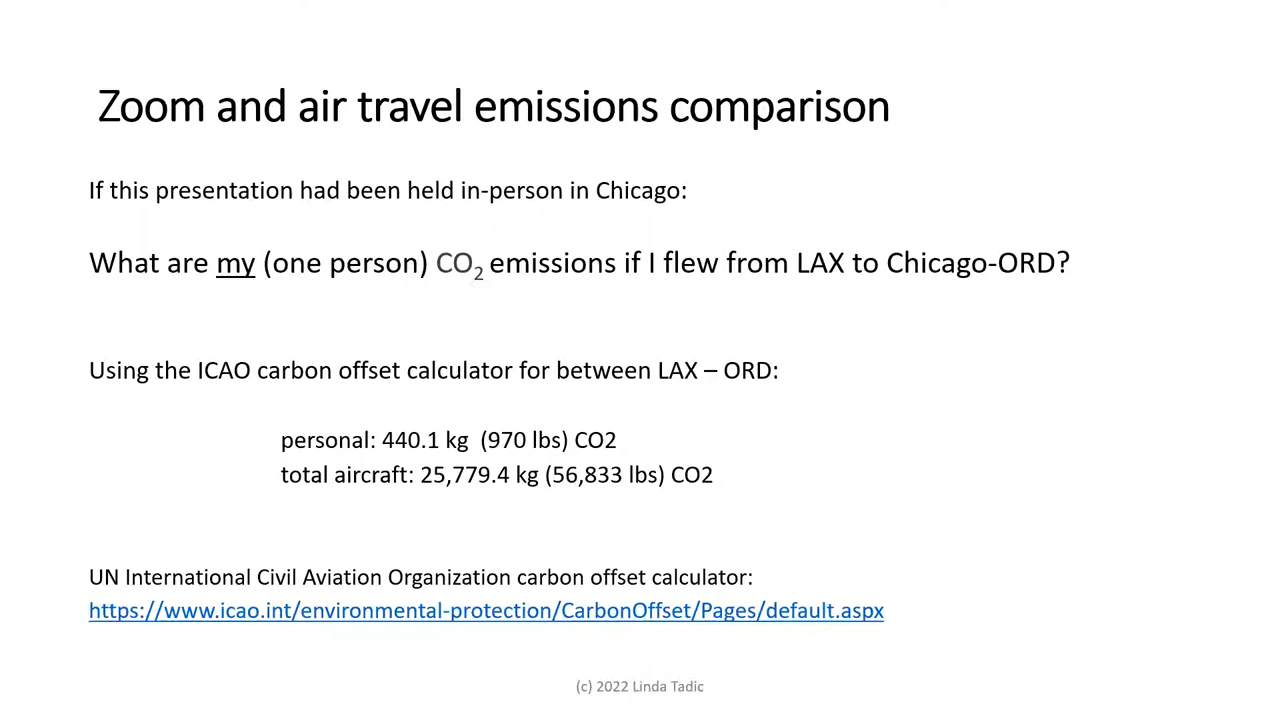 Zoom and air travel emissions comparison
If this presentation had been held in-person in Chicago:
What are my (one person) CO₂ emissions if I flew from LAX to Chicago-ORD?
Using the ICAO carbon offset calculator for between LAX – ORD:
personal: 440.1 kg  (970 lbs) CO2
total aircraft: 25,779.4 kg (56,833 lbs) CO2
UN International Civil Aviation Organization carbon offset calculator:
https://www.icao.int/environmental-protection/CarbonOffset/Pages/default.aspx
(c) 2022 Linda Tadic